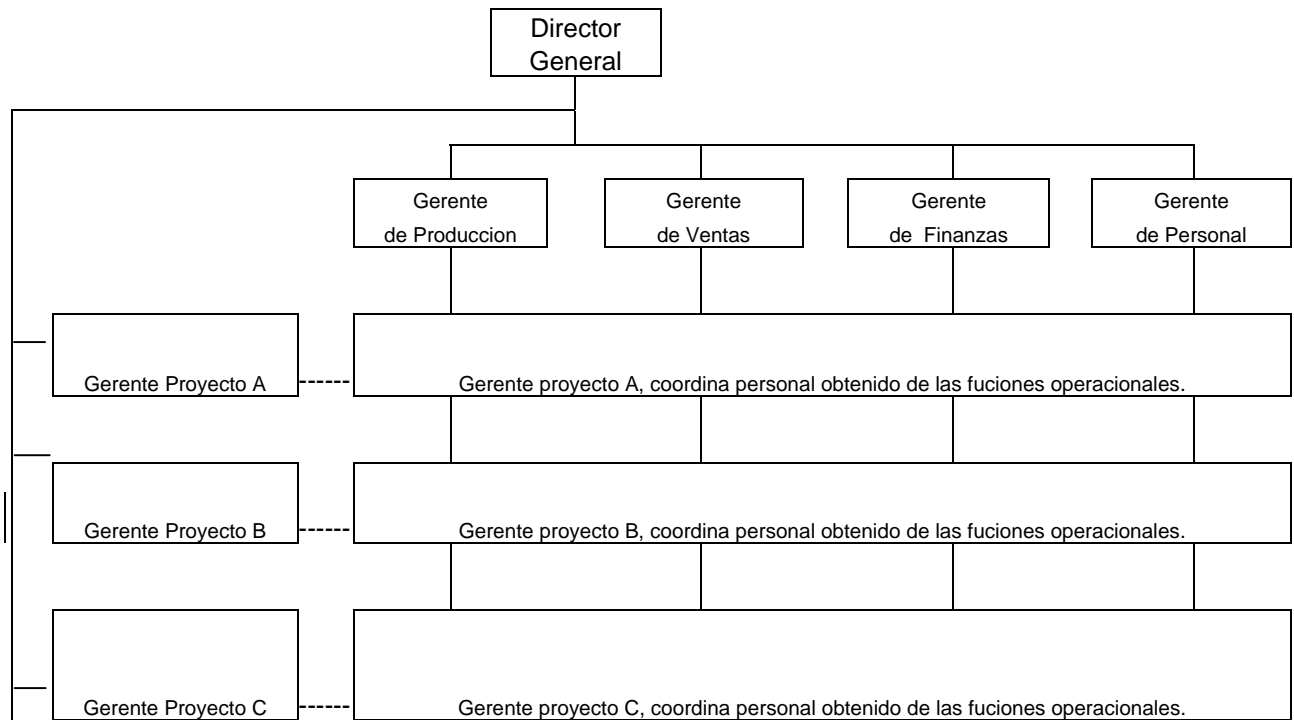 Director
General
Gerente
de Produccion
Gerente
de Ventas
Gerente
de Finanzas
Gerente
de Personal
Gerente Proyecto A
Gerente proyecto A, coordina personal obtenido de las fuciones operacionales.
Gerente Proyecto B
Gerente proyecto B, coordina personal obtenido de las fuciones operacionales.
Gerente Proyecto C
Gerente proyecto C, coordina personal obtenido de las fuciones operacionales.